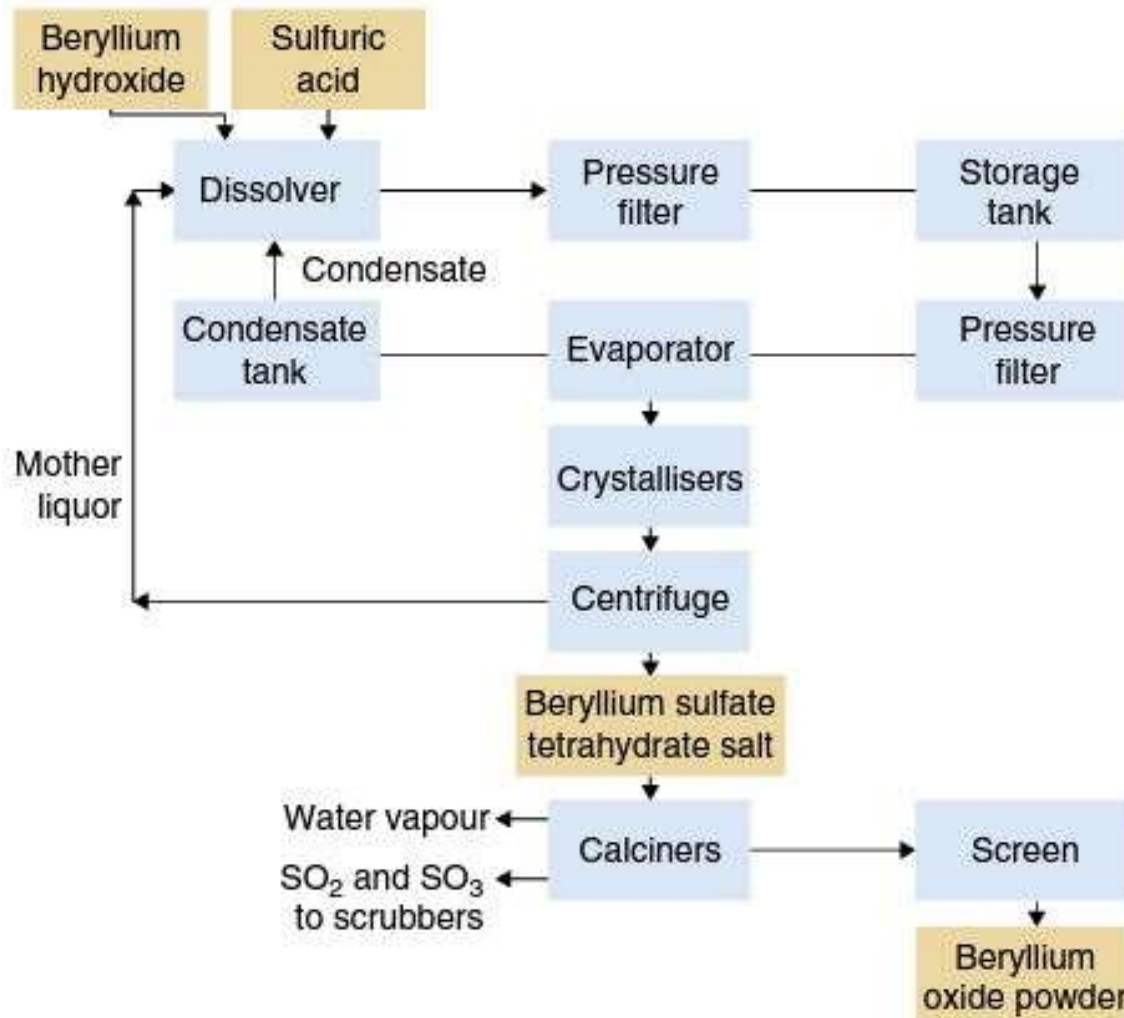 Beryllium
hydroxide
Sulfuric
acid
Dissolver
Pressure
filter
Storage
tank
Condensate
Condensate
tank
Evaporator
Pressure
filter
Mother
liquor
Crystallisers
Centrifuge
Beryllium sulfate
tetrahydrate salt
Water vapour
Calciners
Screen
SO₂ and SO₃
to scrubbers
Beryllium
oxide powder